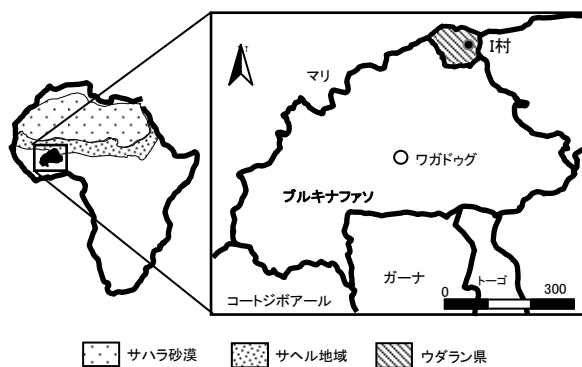 I村
マリ
ワガドゥグ
ブルキナファソ
ガーナ
トーゴ
コートジボアール
0 300
サハラ砂漠 サヘル地域 ウダラン県